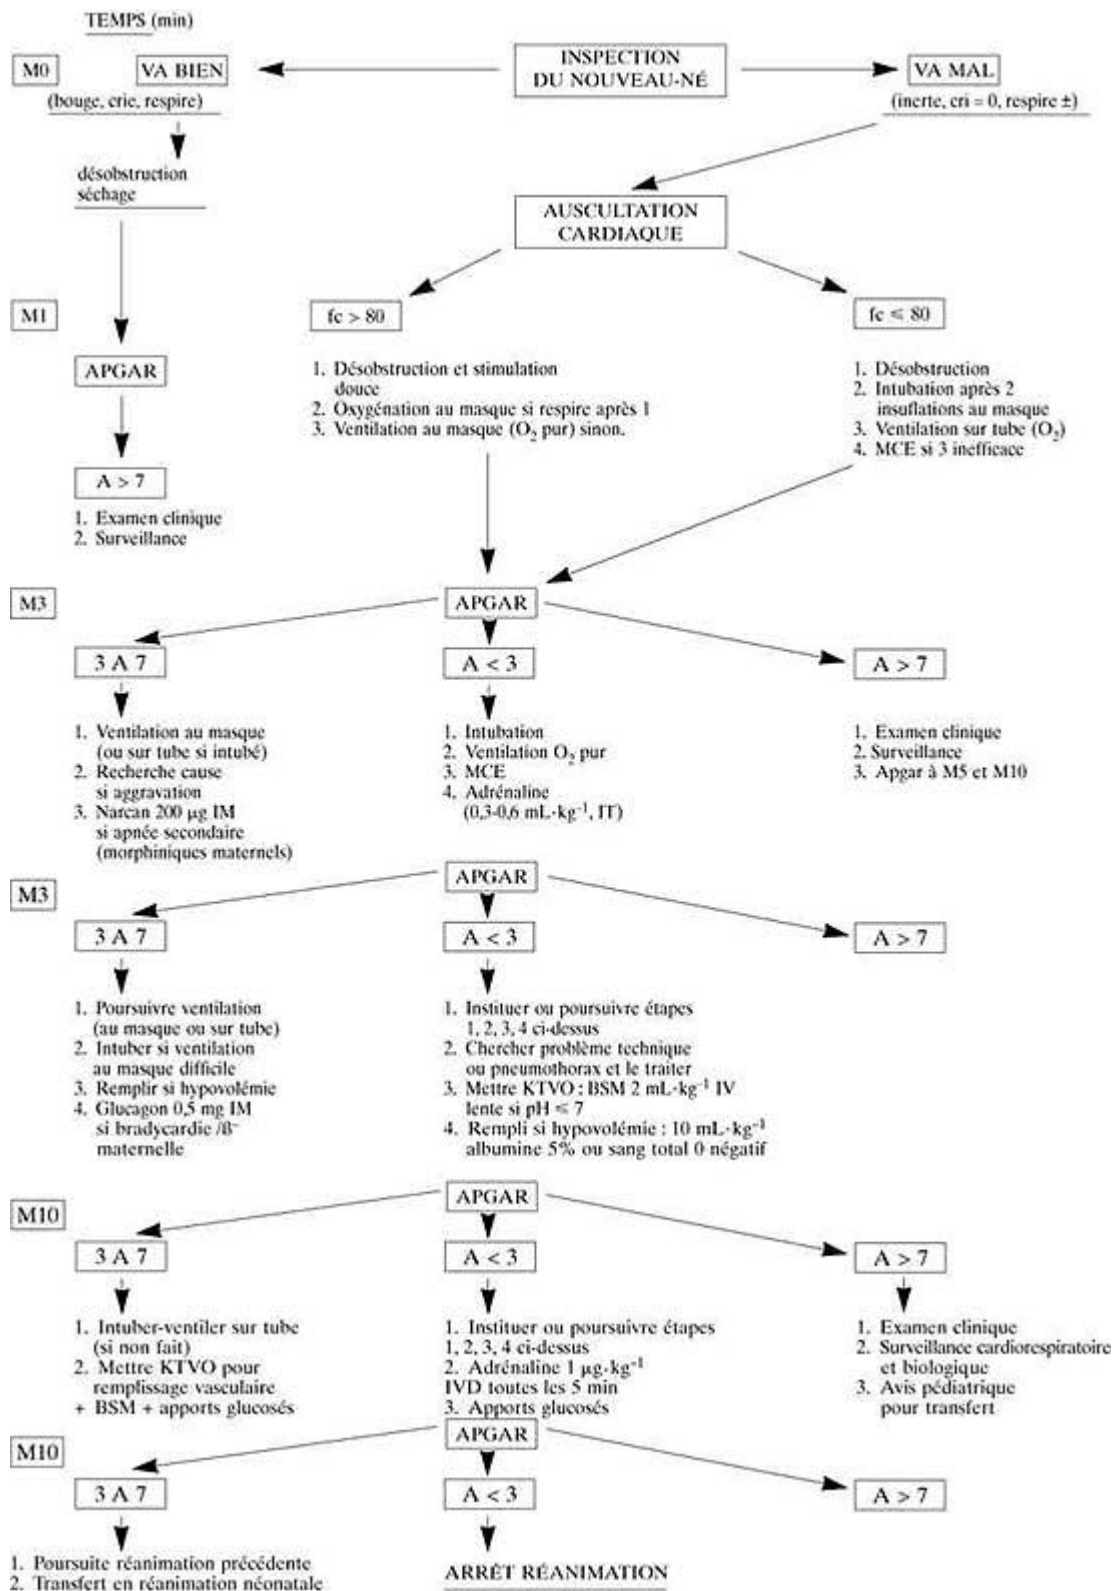 TEMPS (min)
M0
VA BIEN
INSPECTION
DU NOUVEAU-NÉ
VA MAL
(bouge, crie, respire)
(inerte, cri = 0, respire ±)
désobstruction
séchage
AUSCULTATION
CARDIAQUE
M1
fc > 80
fc ≤ 80
APGAR
1. Désobstruction et stimulation
douce
2. Oxygénation au masque si respire après 1
3. Ventilation au masque (O₂ pur) sinon.
1. Désobstruction
2. Intubation après 2
insuflations au masque
3. Ventilation sur tube (O₂)
4. MCE si 3 inefficace
A > 7
1. Examen clinique
2. Surveillance
M3
APGAR
3 A 7
A < 3
A > 7
1. Ventilation au masque
(ou sur tube si intubé)
2. Recherche cause
si aggravation
3. Narcan 200 µg IM
si apnée secondaire
(morphiniques maternels)
1. Intubation
2. Ventilation O₂ pur
3. MCE
4. Adrénaline
(0,3-0,6 mL·kg⁻¹, IT)
1. Examen clinique
2. Surveillance
3. Apgar à M5 et M10
M3
APGAR
3 A 7
A < 3
A > 7
1. Poursuivre ventilation
(au masque ou sur tube)
2. Intuber si ventilation
au masque difficile
3. Remplir si hypovolémie
4. Glucagon 0,5 mg IM
si bradycardie /ß⁻
maternelle
1. Instituer ou poursuivre étapes
1, 2, 3, 4 ci-dessus
2. Chercher problème technique
ou pneumothorax et le traiter
3. Mettre KTVO : BSM 2 mL·kg⁻¹ IV
lente si pH ≤ 7
4. Rempli si hypovolémie : 10 mL·kg⁻¹
albumine 5% ou sang total 0 négatif
M10
APGAR
3 A 7
A < 3
A > 7
1. Intuber-ventiler sur tube
(si non fait)
2. Mettre KTVO pour
remplissage vasculaire
+ BSM + apports glucosés
1. Instituer ou poursuivre étapes
1, 2, 3, 4 ci-dessus
2. Adrénaline 1 µg·kg⁻¹
IVD toutes les 5 min
3. Apports glucosés
1. Examen clinique
2. Surveillance cardiorespiratoire
et biologique
3. Avis pédiatrique
pour transfert
M10
APGAR
3 A 7
A < 3
A > 7
1. Poursuite réanimation précédente
2. Transfert en réanimation néonatale
ARRÊT RÉANIMATION